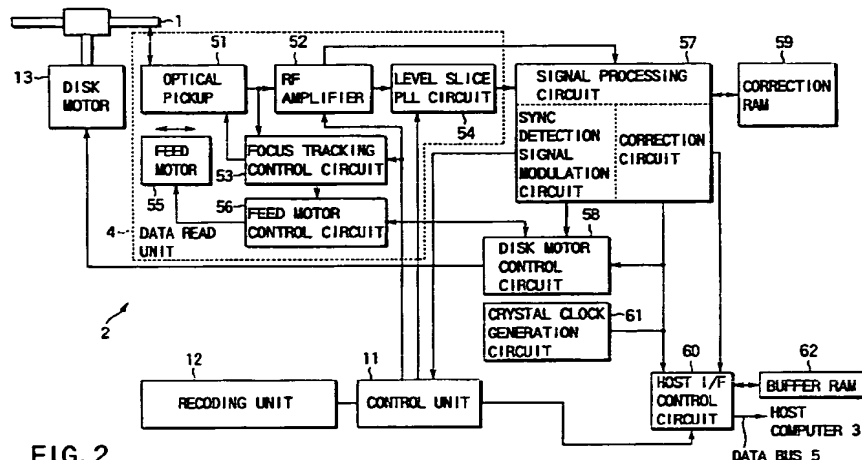 1
13
DISK
MOTOR
51
OPTICAL
PICKUP
52
RF
AMPLIFIER
LEVEL SLICE
PLL CIRCUIT
54
57
SIGNAL PROCESSING
CIRCUIT
SYNC
DETECTION
SIGNAL
MODULATION
CIRCUIT
CORRECTION
CIRCUIT
59
CORRECTION
RAM
FEED
MOTOR
55
FOCUS TRACKING
CONTROL CIRCUIT
53
56
FEED MOTOR
CONTROL CIRCUIT
4
DATA READ
UNIT
58
DISK MOTOR
CONTROL
CIRCUIT
CRYSTAL CLOCK
GENERATION
CIRCUIT
61
2
12
RECODING UNIT
11
CONTROL UNIT
60
HOST I/F
CONTROL
CIRCUIT
62
BUFFER RAM
HOST
COMPUTER 3
DATA BUS 5
FIG. 2